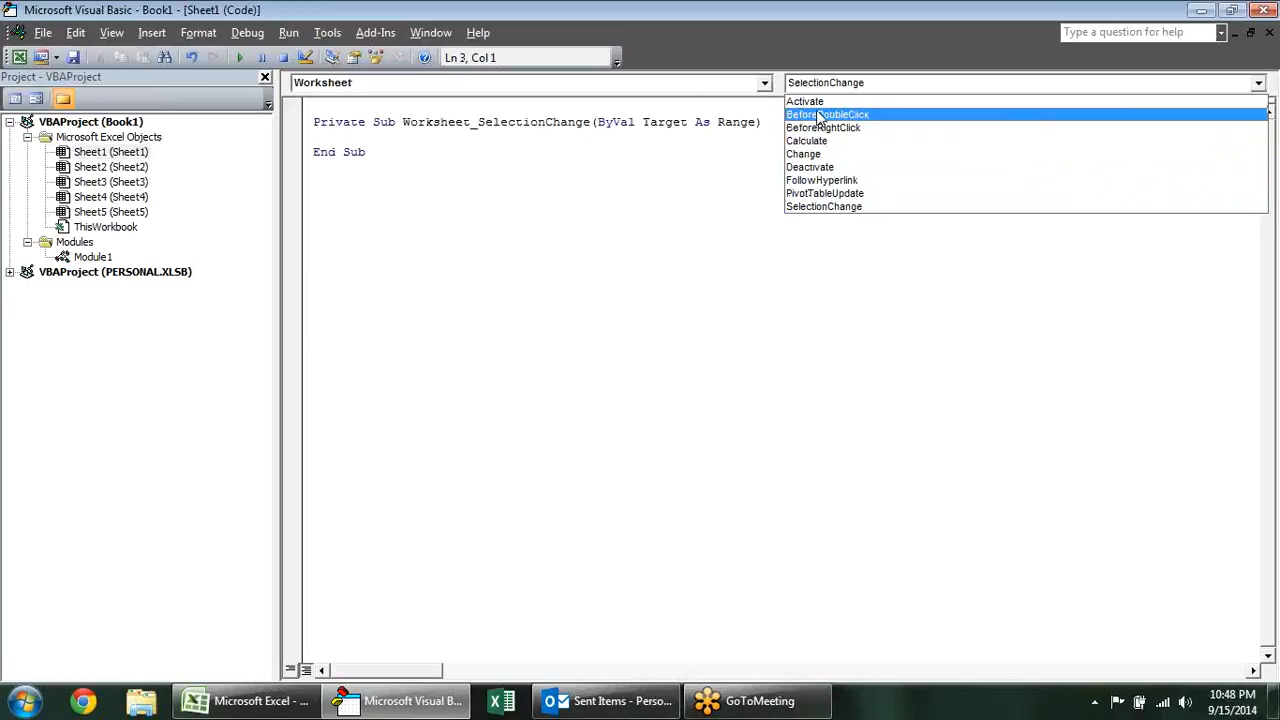 Microsoft Visual Basic - Book1 - [Sheet1 (Code)]
File Edit View Insert Format Debug Run Tools Add-Ins Window Help
Type a question for help
Ln 3, Col 1
Project - VBAProject
Worksheet
SelectionChange
VBAProject (Book1)
Microsoft Excel Objects
Sheet1 (Sheet1)
Sheet2 (Sheet2)
Sheet3 (Sheet3)
Sheet4 (Sheet4)
Sheet5 (Sheet5)
ThisWorkbook
Modules
Module1
VBAProject (PERSONAL.XLSB)
Private Sub Worksheet_SelectionChange(ByVal Target As Range)
End Sub
Activate
BeforeDoubleClick
BeforeRightClick
Calculate
Change
Deactivate
FollowHyperlink
PivotTableUpdate
SelectionChange
Microsoft Excel - ...
Microsoft Visual B...
Sent Items - Perso...
GoToMeeting
10:48 PM
9/15/2014